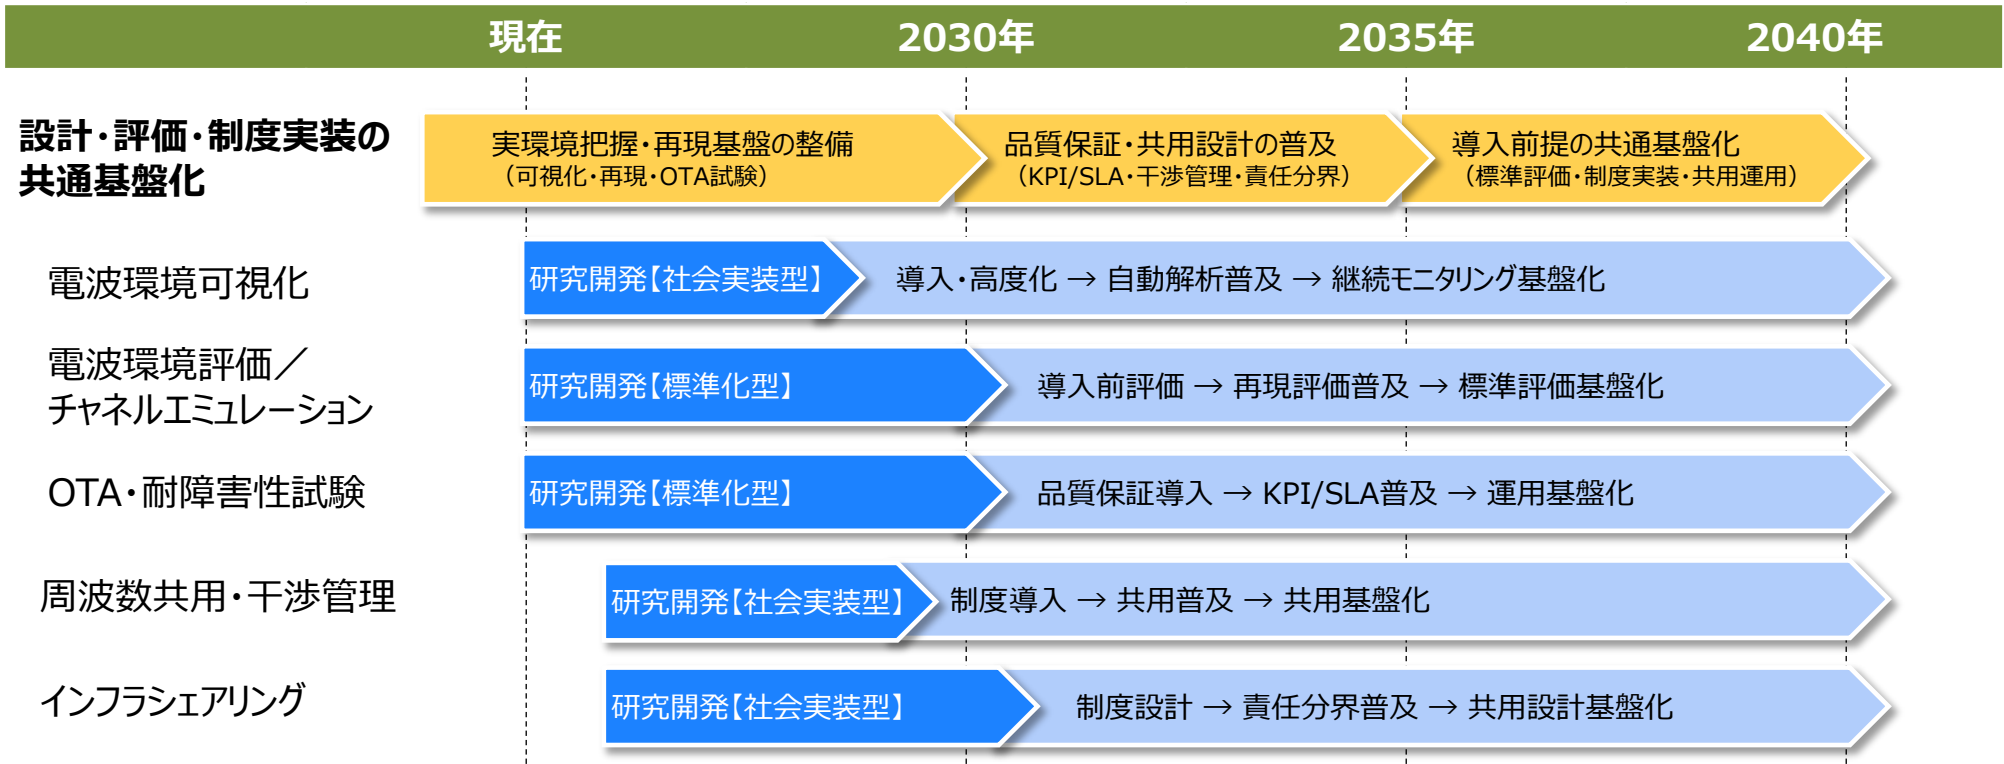 現在 2030年 2035年 2040年
設計・評価・制度実装の
共通基盤化
実環境把握・再現基盤の整備
（可視化・再現・OTA試験）
品質保証・共用設計の普及
（KPI/SLA・干渉管理・責任分界）
導入前提の共通基盤化
（標準評価・制度実装・共用運用）
電波環境可視化
研究開発【社会実装型】
導入・高度化 → 自動解析普及 → 継続モニタリング基盤化
電波環境評価／
チャネルエミュレーション
研究開発【標準化型】
導入前評価 → 再現評価普及 → 標準評価基盤化
OTA・耐障害性試験
研究開発【標準化型】
品質保証導入 → KPI/SLA普及 → 運用基盤化
周波数共用・干渉管理
研究開発【社会実装型】
制度導入 → 共用普及 → 共用基盤化
インフラシェアリング
研究開発【社会実装型】
制度設計 → 責任分界普及 → 共用設計基盤化